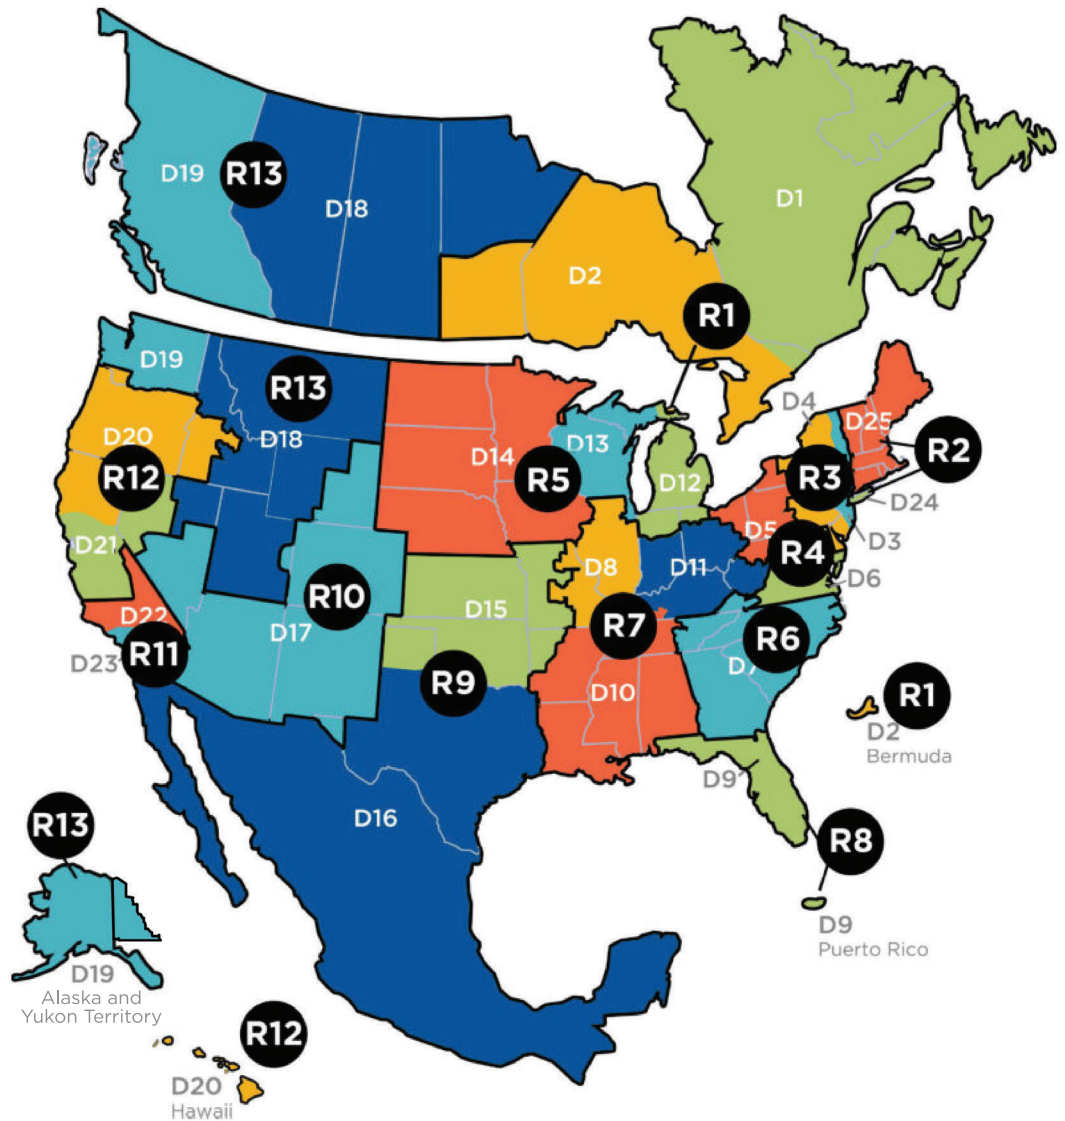 D19
R13
D18
D1
D2
R1
D19
R13
D18
D20
R12
D21
D22
D23
R11
D17
R10
D14
R5
D13
D12
D4
D25
R2
R3
D24
D5
R4
D3
D6
D8
D11
D15
R7
R6
D7
R9
D10
R1
D2
Bermuda
D9
D16
R8
D9
Puerto Rico
R13
D19
Alaska and
Yukon Territory
R12
D20
Hawaii